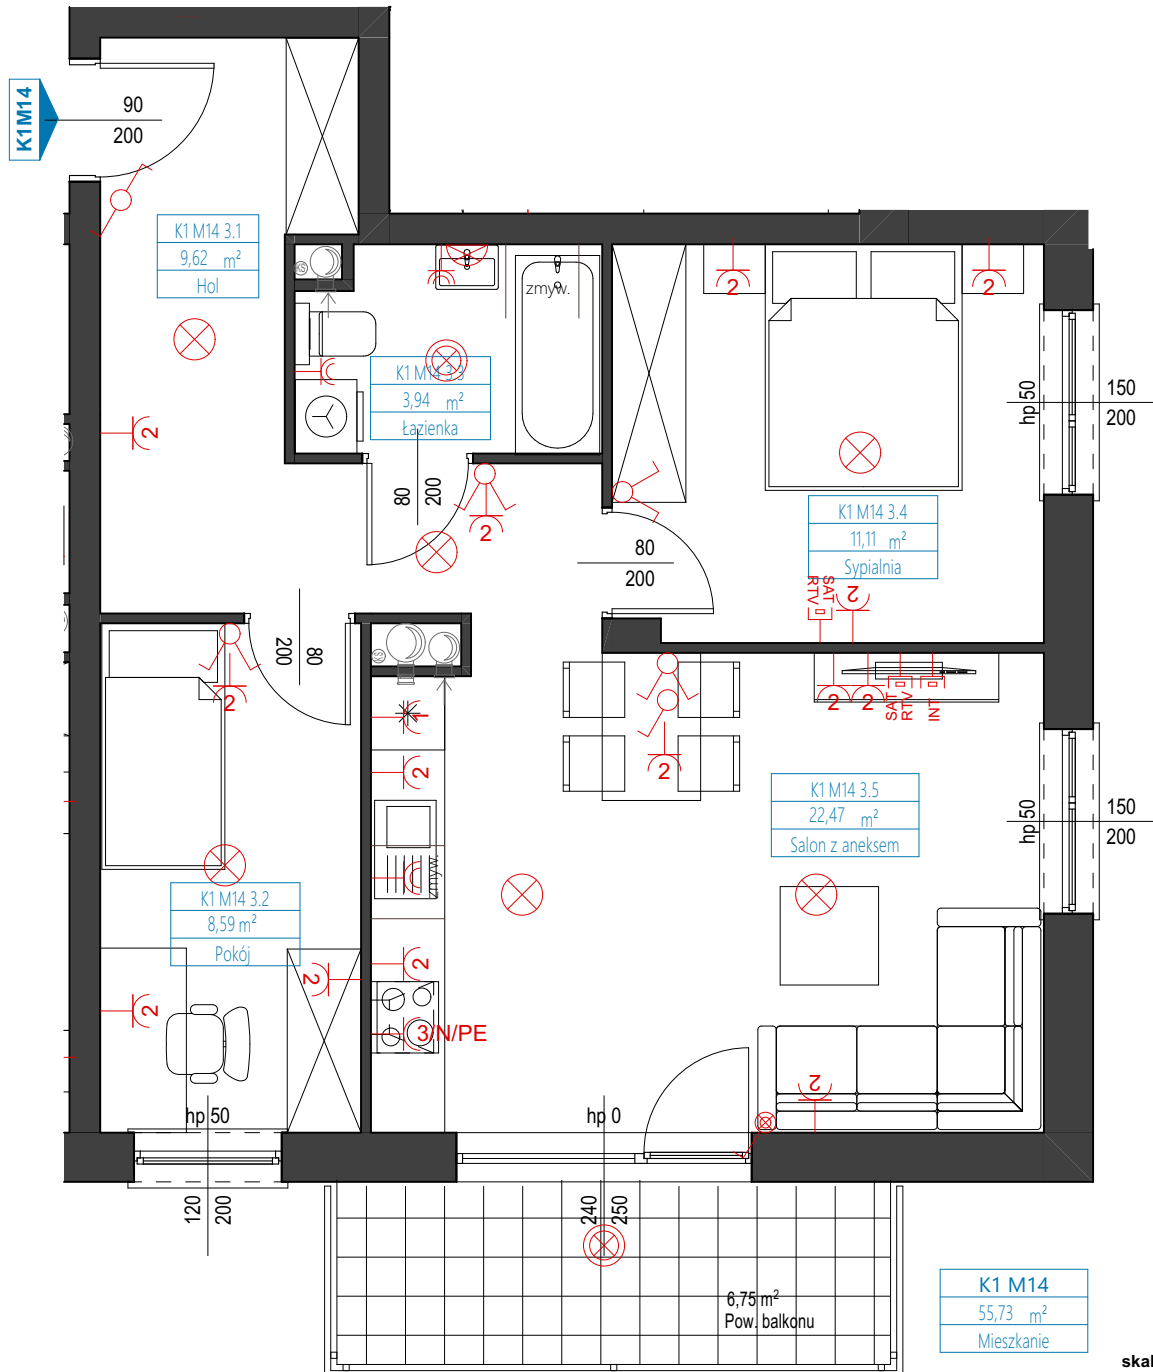 K1M14
90
200
K1 M14 3.1
9,62 m²
Hol
KS
zmyw.
K1 M14 3.3
3,94 m²
Łazienka
2
2
2
hp 50
150
200
80
200
2
80
200
K1 M14 3.4
11,11 m²
Sypialnia
SAT
RTV
2
80
200
2
2
2
SAT
RTV
INT
2
2
K1 M14 3.5
22,47 m²
Salon z aneksem
hp 50
150
200
zmyw.
K1 M14 3.2
8,59 m²
Pokój
2
2
2
3/N/PE
2
hp 50
hp 0
120
200
240
250
6,75 m²
Pow. balkonu
K1 M14
55,73 m²
Mieszkanie
skal